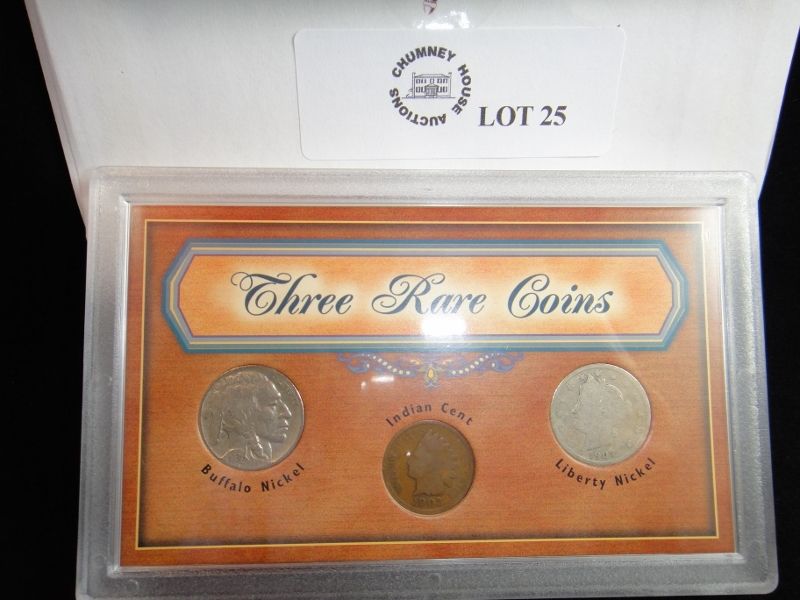 CHUMNEY HOUSE AUCTIONS
LOT 25
Three Rare Coins
Buffalo Nickel
Indian Cent
Liberty Nickel